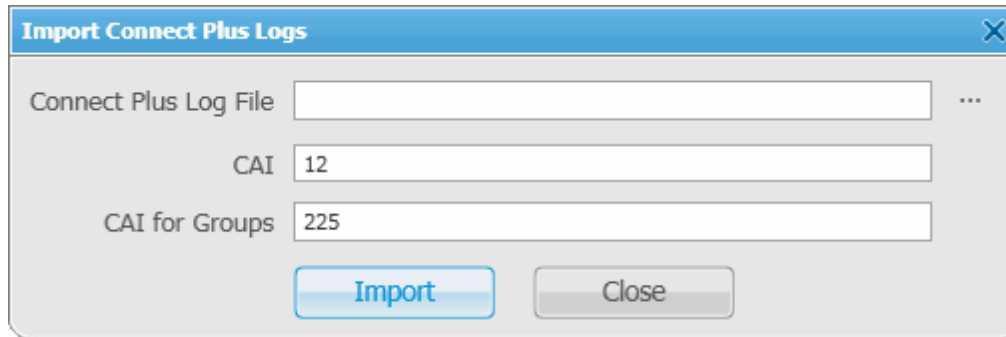 Import Connect Plus Logs
Connect Plus Log File ...
CAI 12
CAI for Groups 225
Import Close